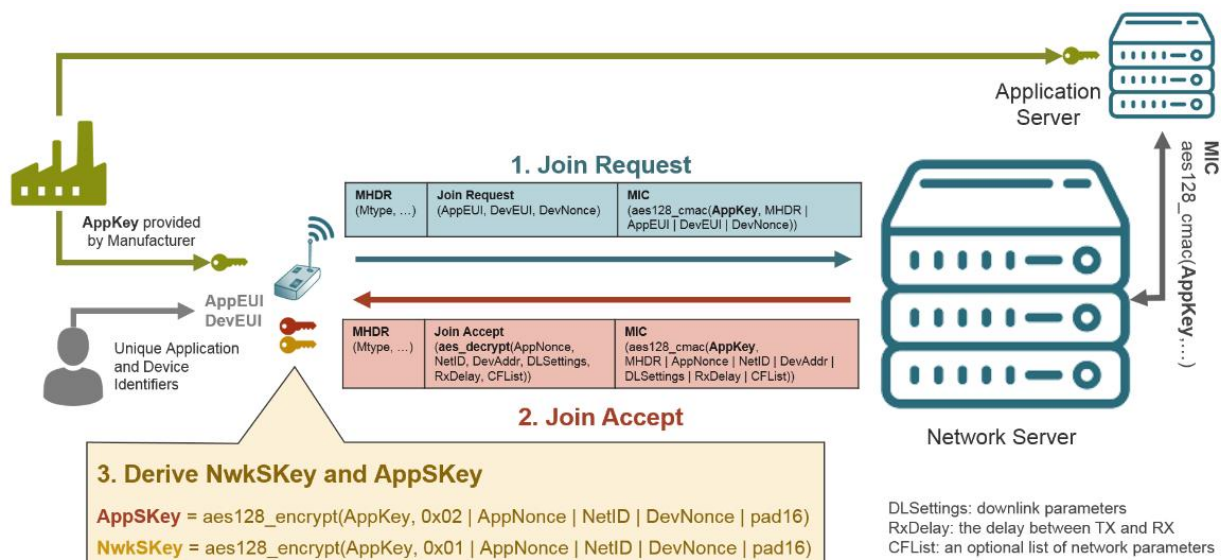 Application
Server
1. Join Request
MHDR
(Mtype, …)
Join Request
(AppEUI, DevEUI, DevNonce)
MIC
(aes128_cmac(AppKey, MHDR |
AppEUI | DevEUI | DevNonce))
MIC
aes128_cmac(AppKey,…)
AppKey provided
by Manufacturer
AppEUI
DevEUI
Unique Application
and Device
Identifiers
MHDR
(Mtype, …)
Join Accept
(aes_decrypt(AppNonce,
NetID, DevAddr, DLSettings,
RxDelay, CFList))
MIC
(aes128_cmac(AppKey,
MHDR | AppNonce | NetID | DevAddr |
DLSettings | RxDelay | CFList))
2. Join Accept
Network Server
3. Derive NwkSKey and AppSKey
AppSKey = aes128_encrypt(AppKey, 0x02 | AppNonce | NetID | DevNonce | pad16)
NwkSKey = aes128_encrypt(AppKey, 0x01 | AppNonce | NetID | DevNonce | pad16)
DLSettings: downlink parameters
RxDelay: the delay between TX and RX
CFList: an optional list of network parameters